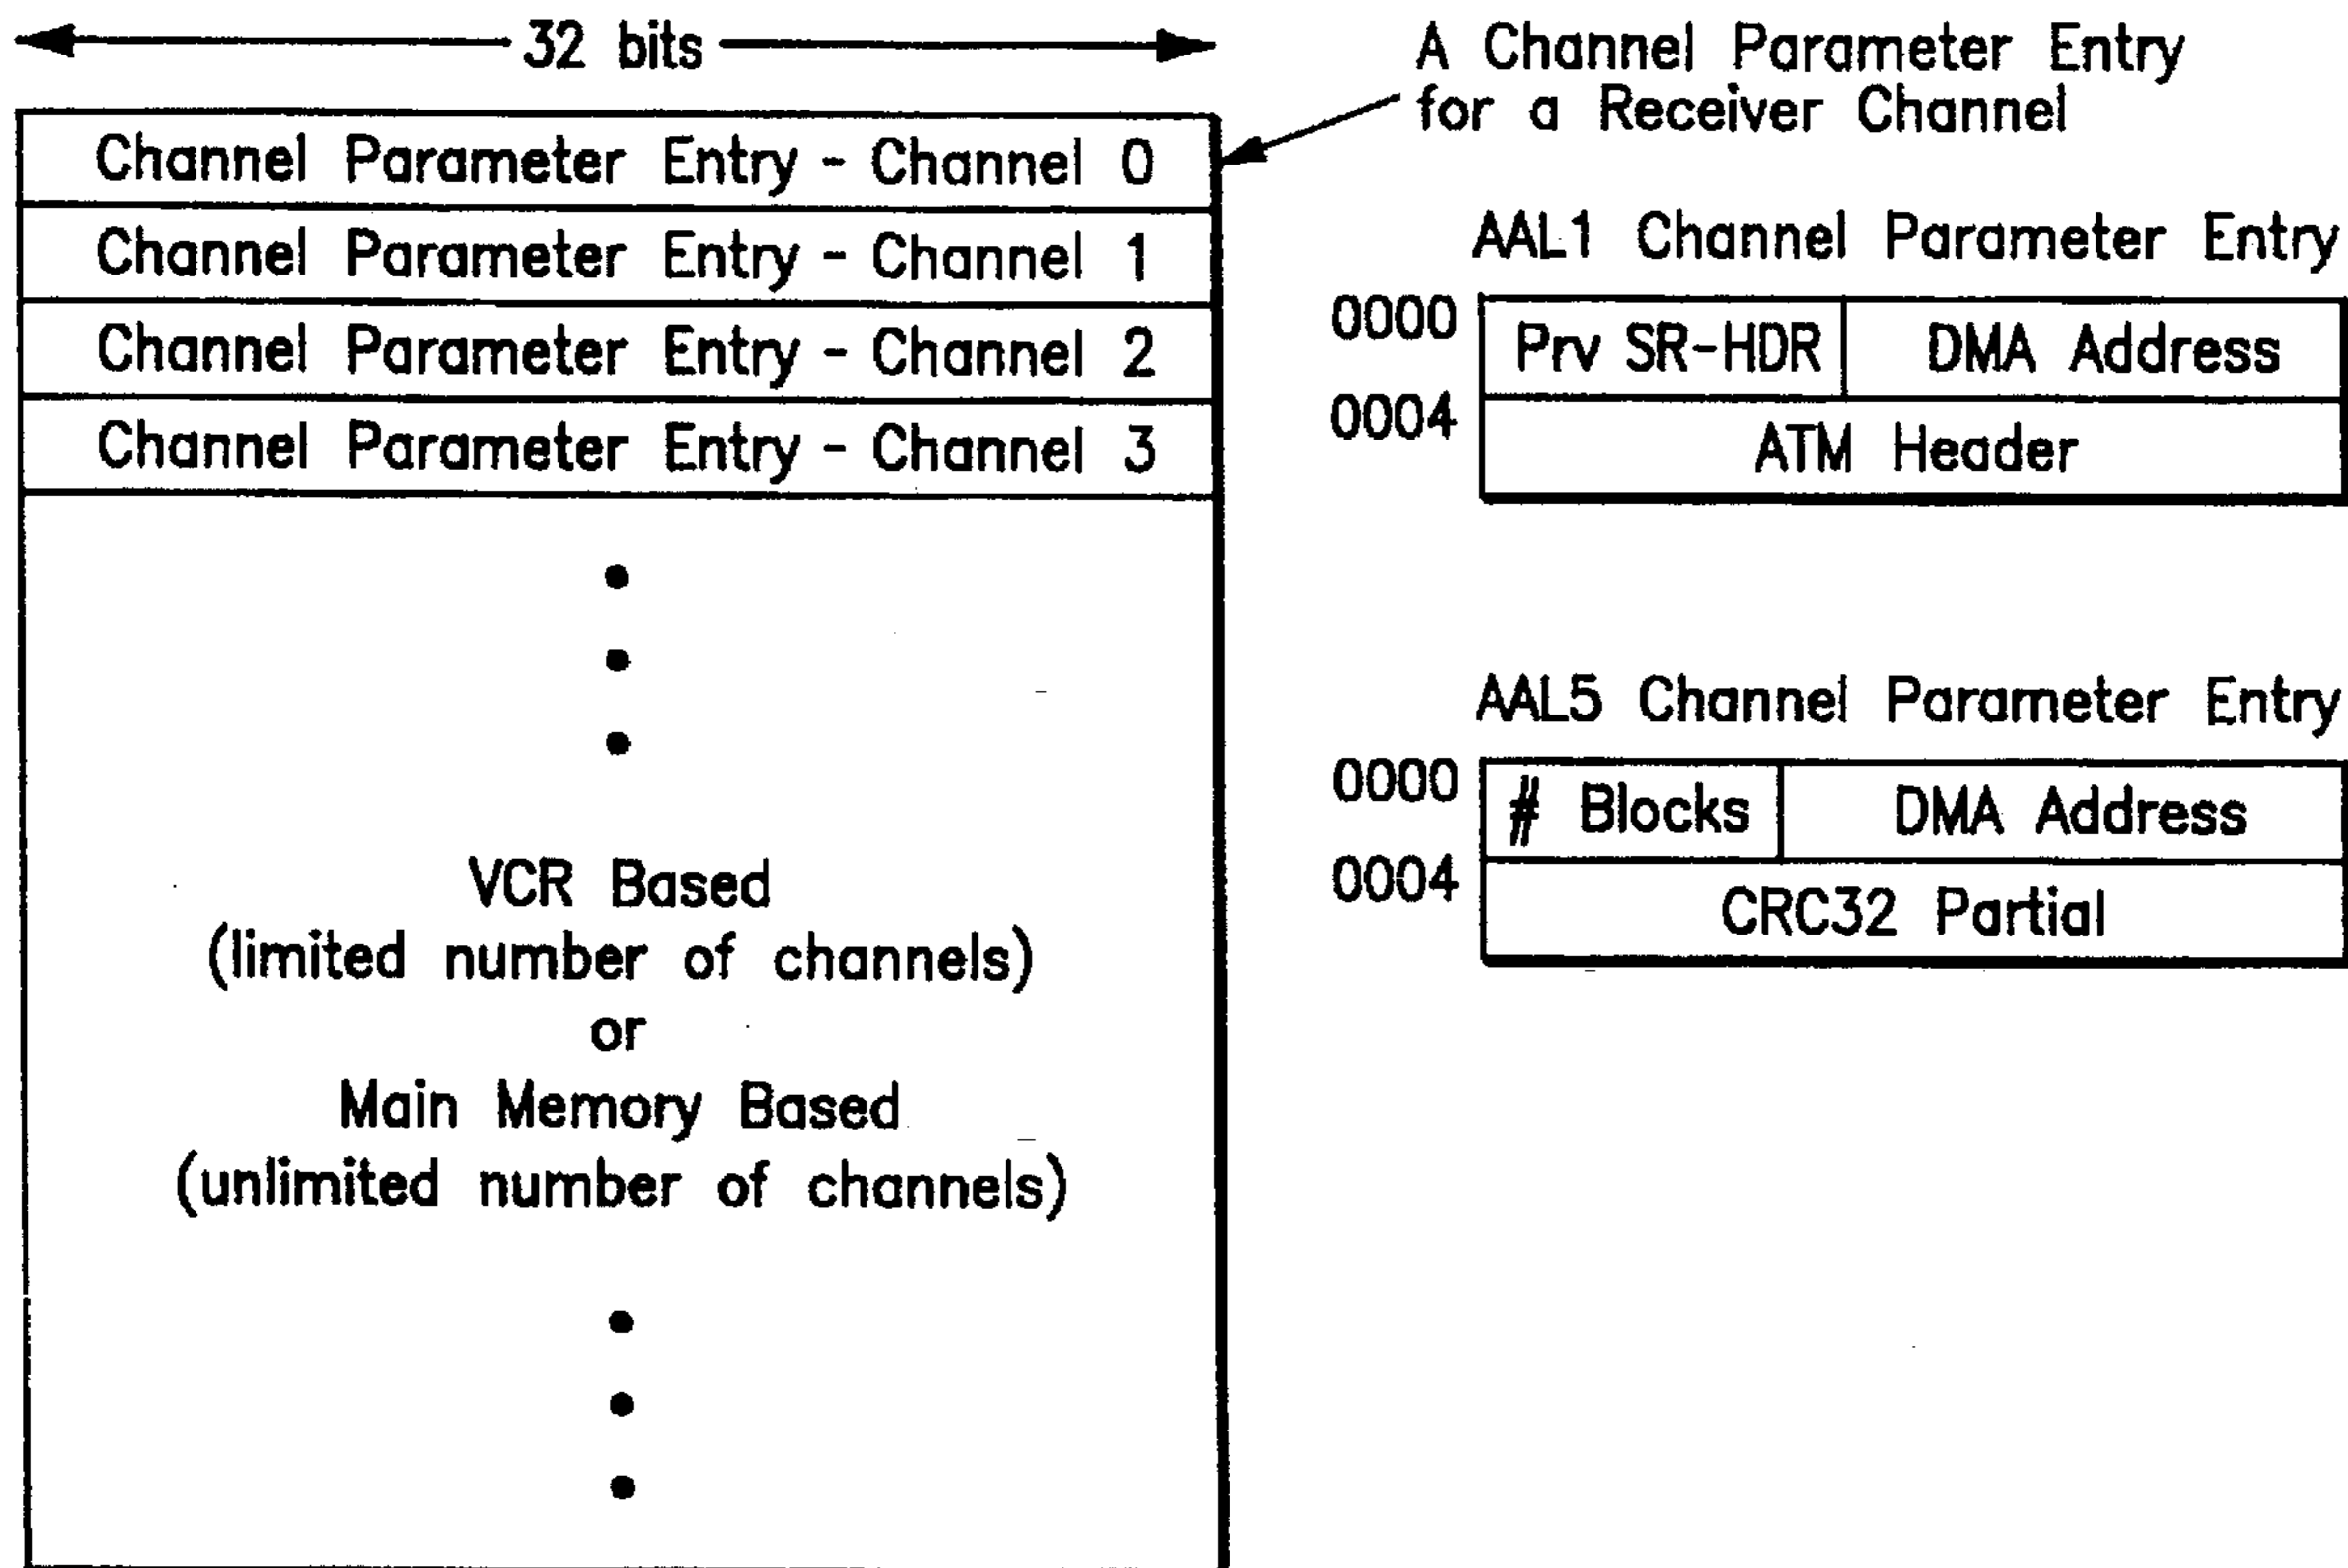 32 bits
A Channel Parameter Entry
for a Receiver Channel
Channel Parameter Entry - Channel 0
Channel Parameter Entry - Channel 1
Channel Parameter Entry - Channel 2
Channel Parameter Entry - Channel 3
VCR Based
(limited number of channels)
or
Main Memory Based
(unlimited number of channels)
AAL1 Channel Parameter Entry
0000 Prv SR-HDR DMA Address
0004 ATM Header
AAL5 Channel Parameter Entry
0000 # Blocks DMA Address
0004 CRC32 Partial